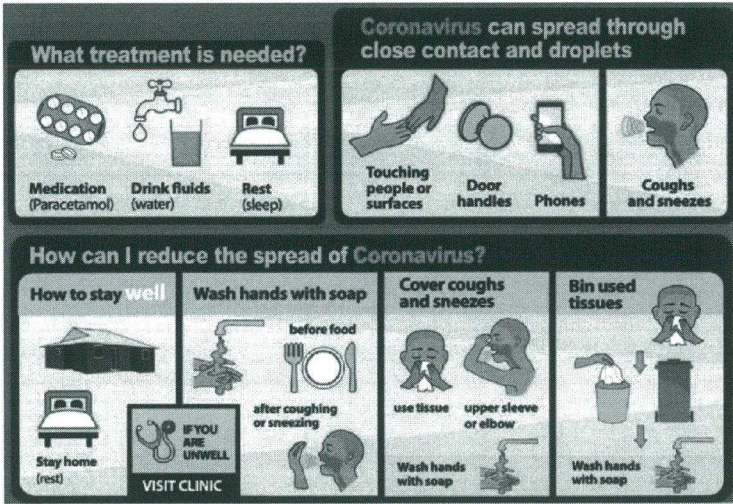 What treatment is needed?
Medication
(Paracetamol)
Drink fluids
(water)
Rest
(sleep)
Coronavirus can spread through
close contact and droplets
Touching
people or
surfaces
Door
handles
Phones
Coughs
and sneezes
How can I reduce the spread of Coronavirus?
How to stay well
Stay home
(rest)
IF YOU
ARE
UNWELL
VISIT CLINIC
Wash hands with soap
before food
after coughing
or sneezing
Cover coughs
and sneezes
use tissue
upper sleeve
or elbow
Wash hands
with soap
Bin used
tissues
Wash hands
with soap